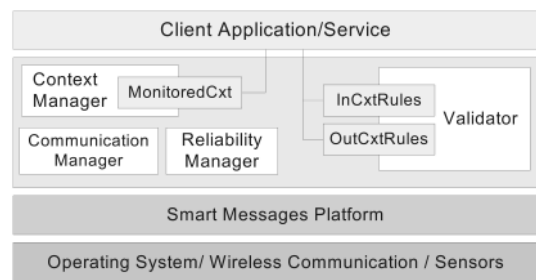 Client Application/Service
Context
Manager
MonitoredCxt
InCxtRules
OutCxtRules
Validator
Communication
Manager
Reliability
Manager
Smart Messages Platform
Operating System/ Wireless Communication / Sensors